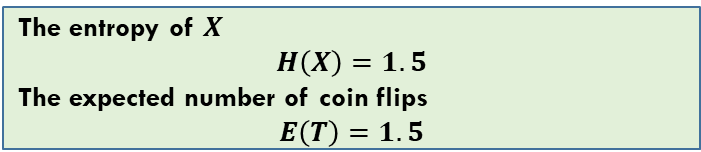 The entropy of X
H(X) = 1.5
The expected number of coin flips
E(T) = 1.5